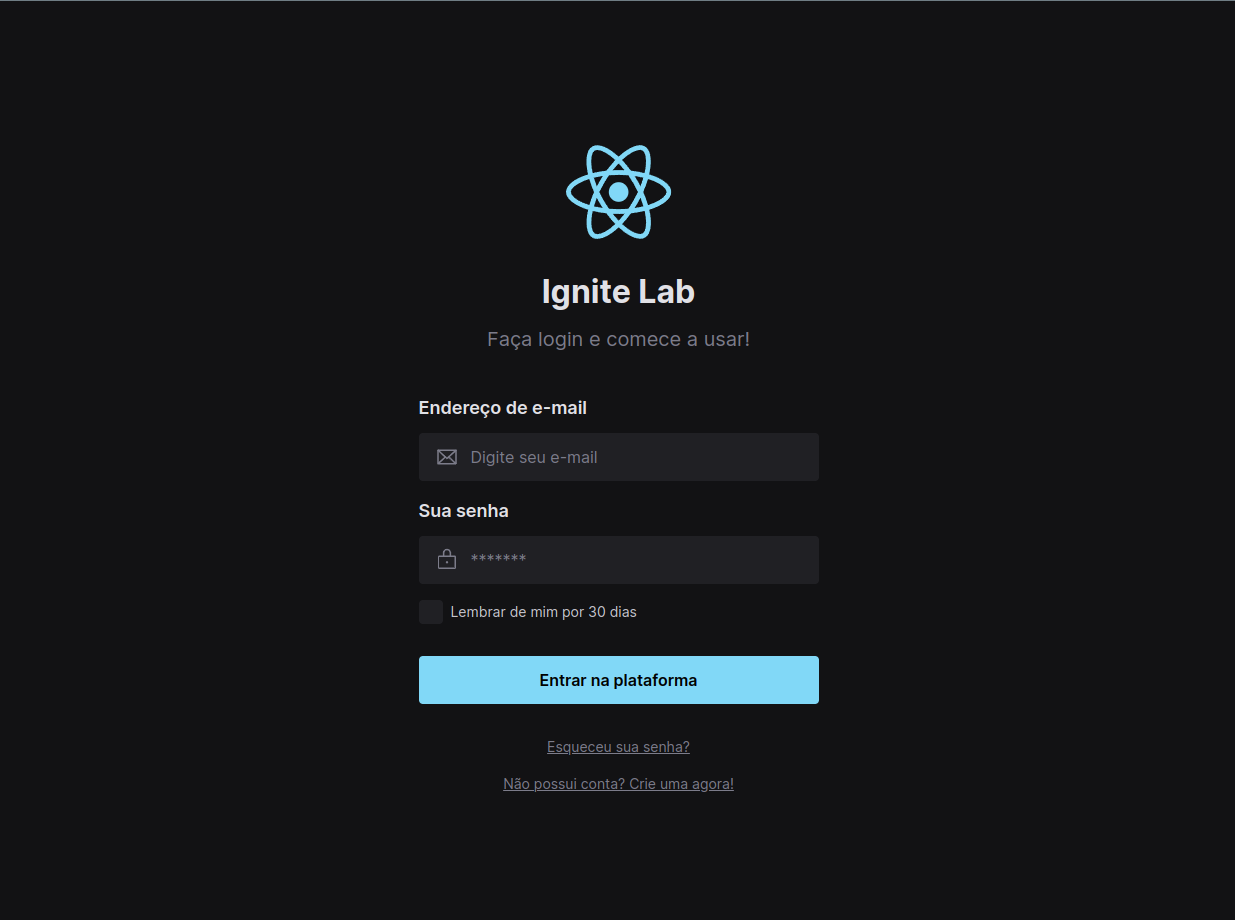 Ignite Lab
Faça login e comece a usar!
Endereço de e-mail
Digite seu e-mail
Sua senha
*******
Lembrar de mim por 30 dias
Entrar na plataforma
Esqueceu sua senha?
Não possui conta? Crie uma agora!